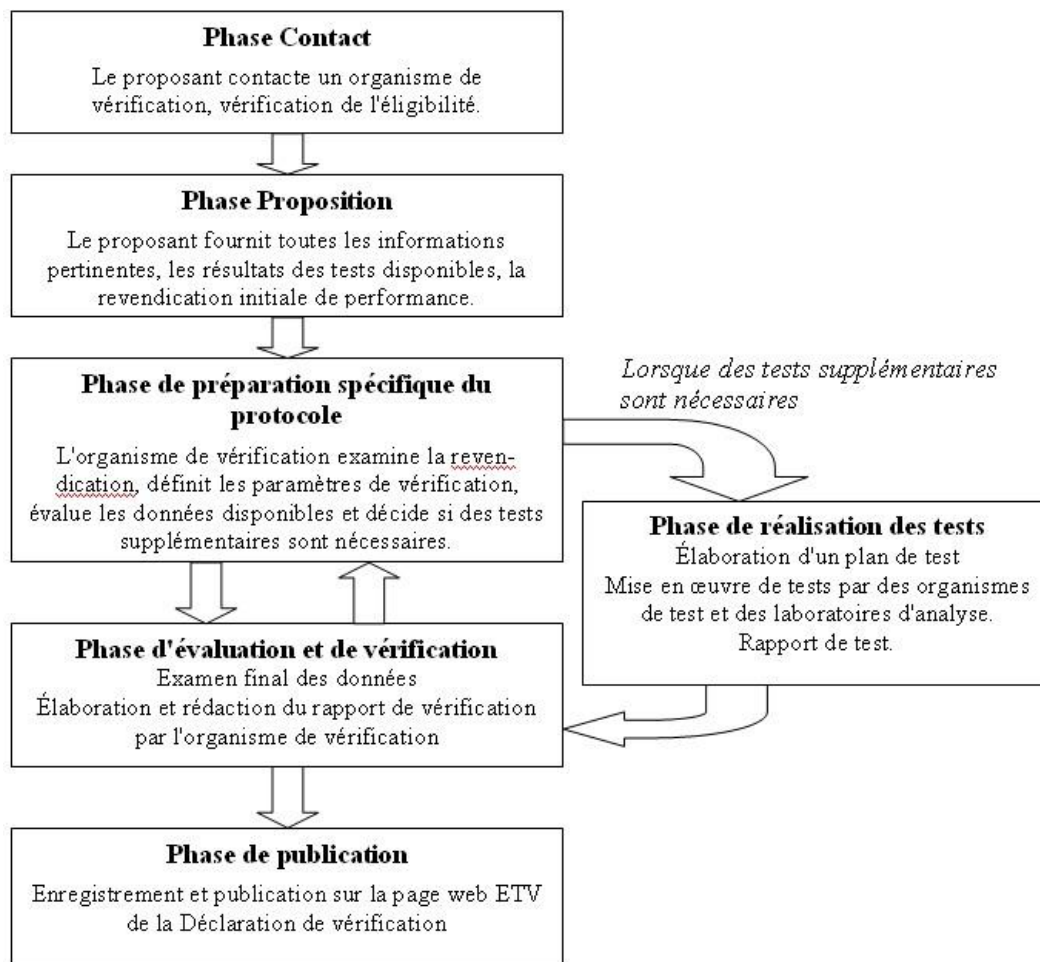 Phase Contact
Le proposant contacte un organisme de
vérification, vérification de l'éligibilité.
Phase Proposition
Le proposant fournit toutes les informations
pertinentes, les résultats des tests disponibles, la
revendication initiale de performance.
Phase de préparation spécifique du
protocole
L'organisme de vérification examine la reven-
dication, définit les paramètres de vérification,
évalue les données disponibles et décide si des tests
supplémentaires sont nécessaires.
Lorsque des tests supplémentaires
sont nécessaires
Phase de réalisation des tests
Élaboration d'un plan de test
Mise en œuvre de tests par des organismes
de test et des laboratoires d'analyse.
Rapport de test.
Phase d'évaluation et de vérification
Examen final des données
Élaboration et rédaction du rapport de vérification
par l'organisme de vérification
Phase de publication
Enregistrement et publication sur la page web ETV
de la Déclaration de vérification